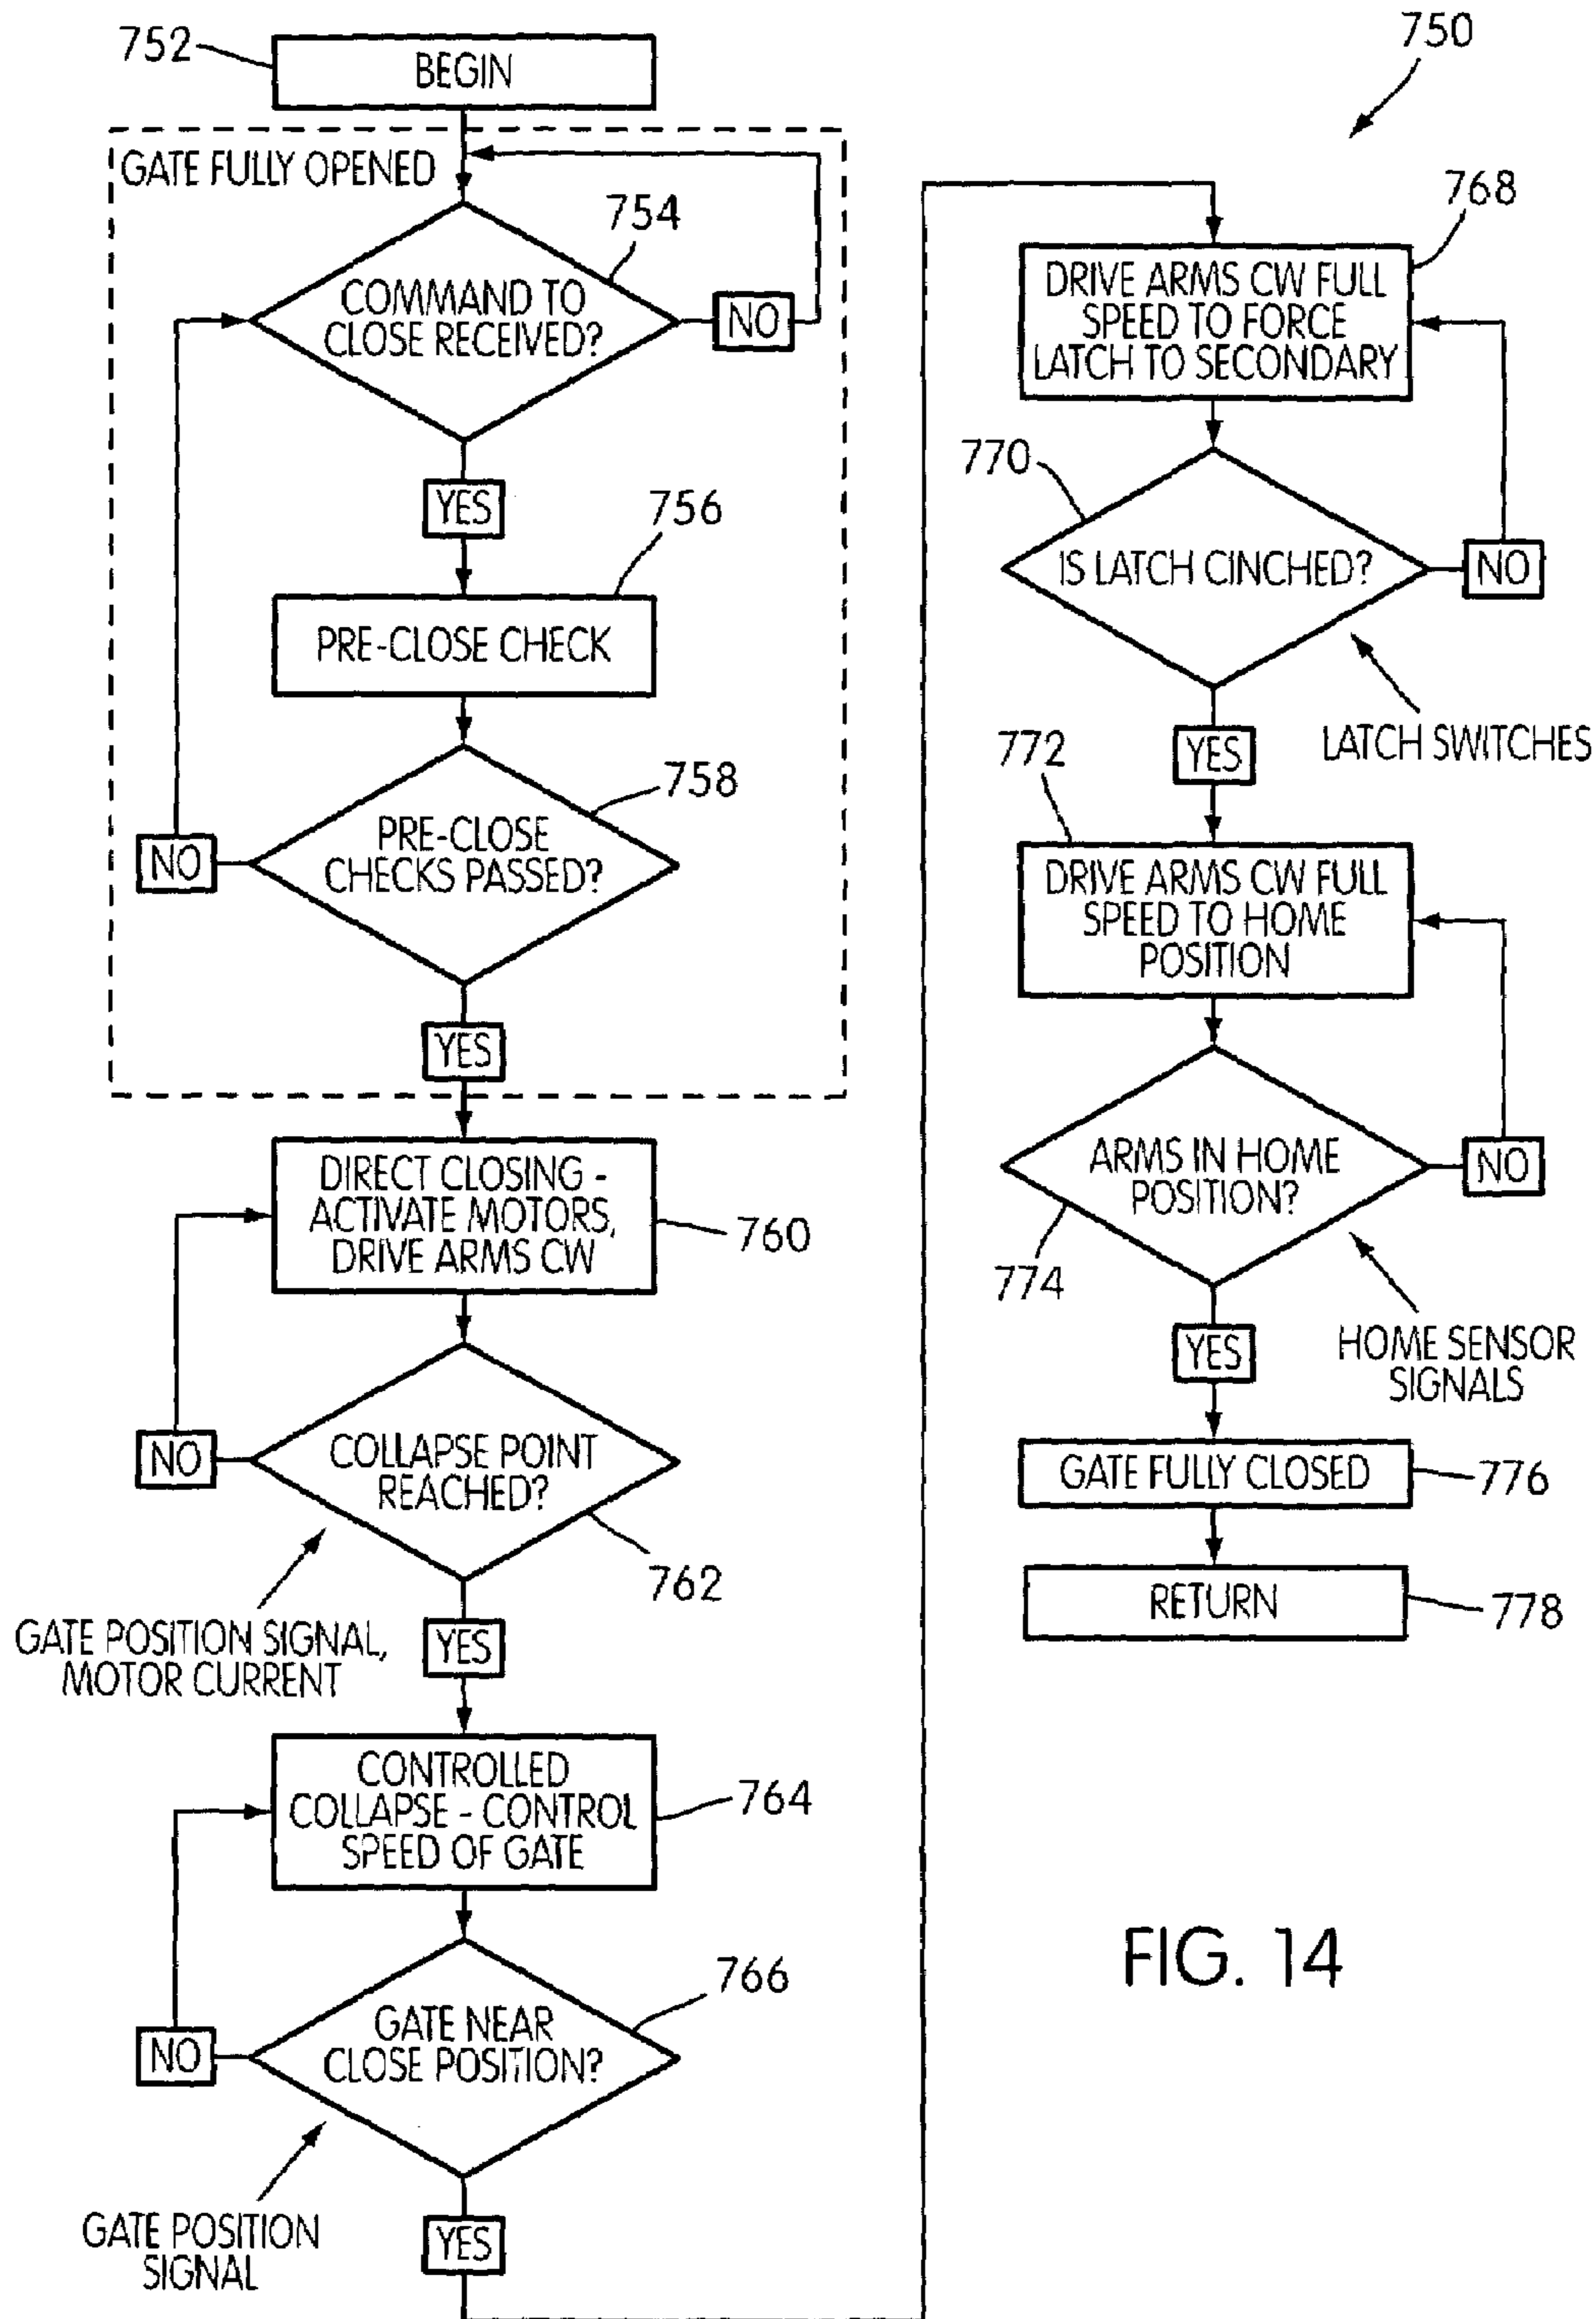 752
BEGIN
GATE FULLY OPENED
754
COMMAND TO
CLOSE RECEIVED?
NO
YES
756
PRE-CLOSE CHECK
758
PRE-CLOSE
CHECKS PASSED?
NO
YES
DIRECT CLOSING -
ACTIVATE MOTORS,
DRIVE ARMS CW
760
COLLAPSE POINT
REACHED?
NO
762
GATE POSITION SIGNAL,
MOTOR CURRENT
YES
CONTROLLED
COLLAPSE - CONTROL
SPEED OF GATE
764
766
GATE NEAR
CLOSE POSITION?
NO
GATE POSITION
SIGNAL
YES
750
768
DRIVE ARMS CW FULL
SPEED TO FORCE
LATCH TO SECONDARY
770
IS LATCH CINCHED?
NO
LATCH SWITCHES
YES
772
DRIVE ARMS CW FULL
SPEED TO HOME
POSITION
ARMS IN HOME
POSITION?
NO
774
HOME SENSOR
SIGNALS
YES
GATE FULLY CLOSED
776
RETURN
778
FIG. 14